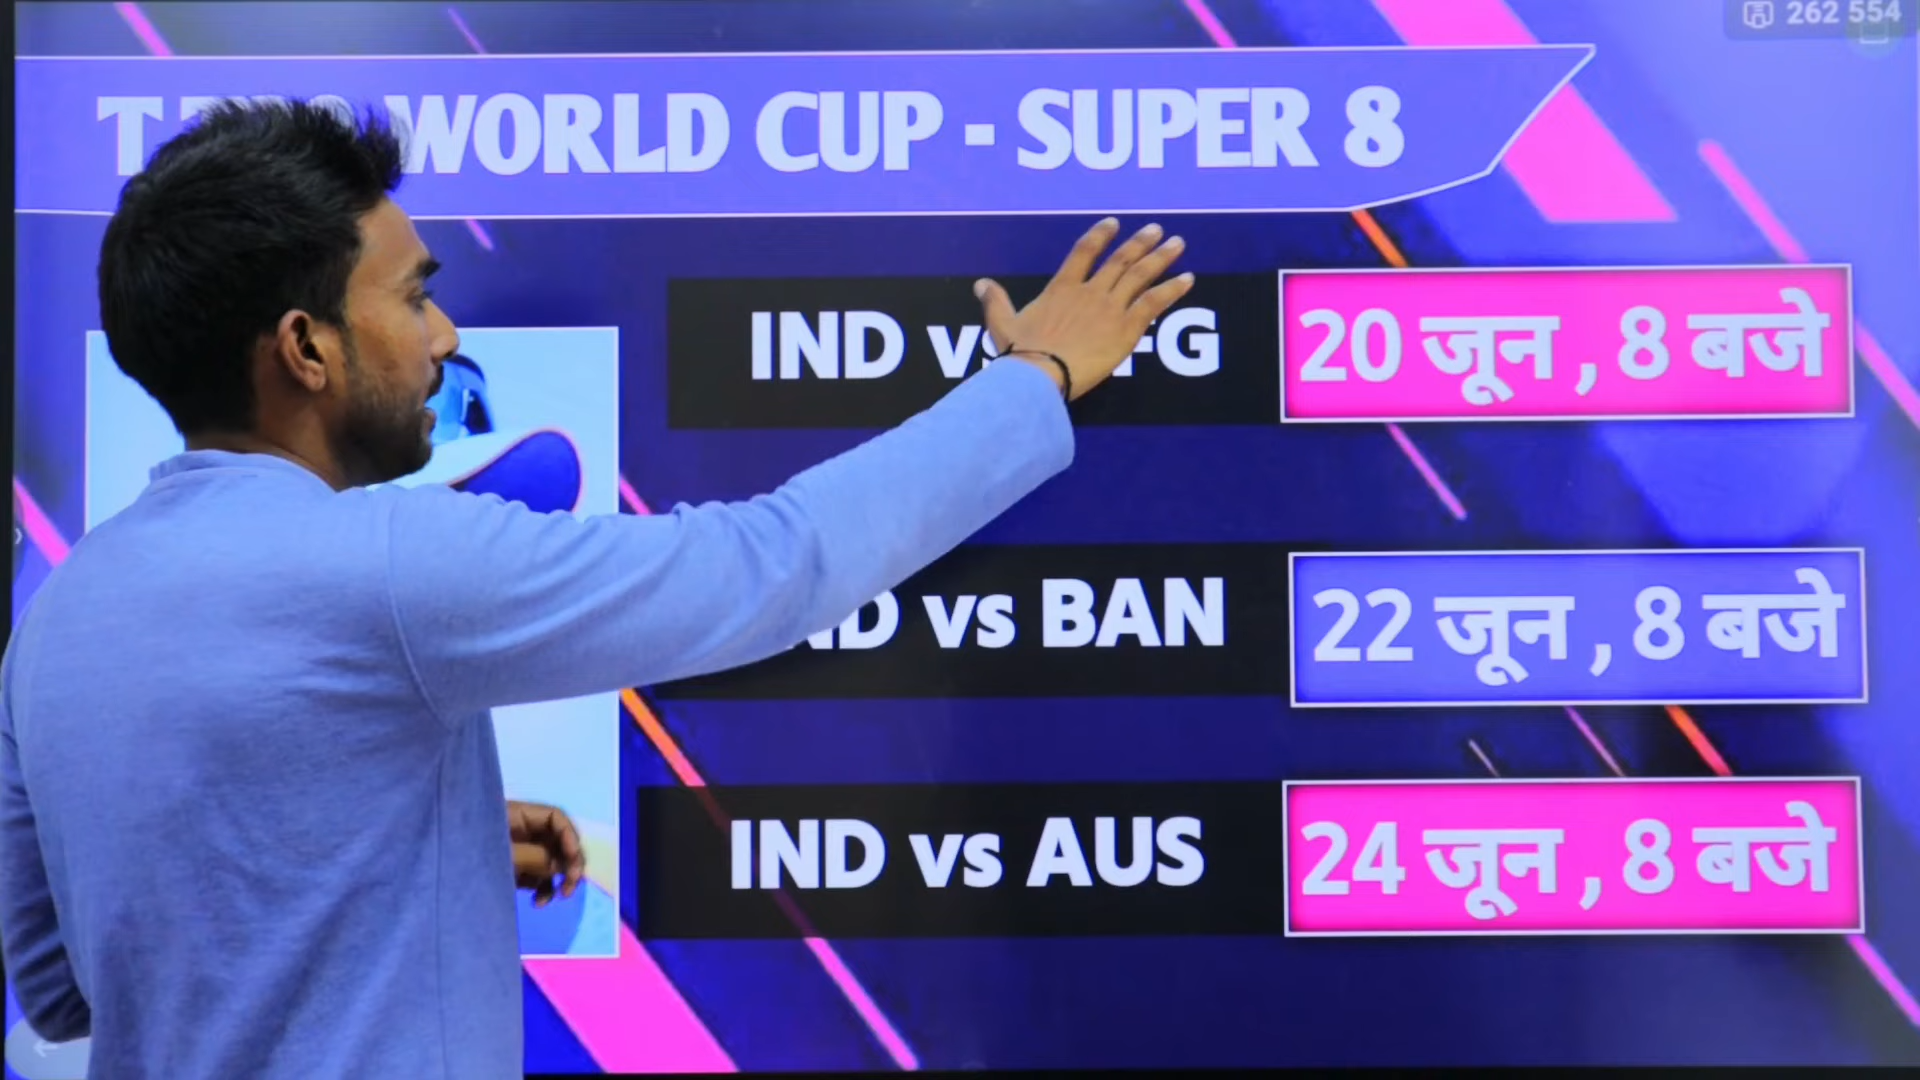 262 554
WORLD CUP - SUPER 8
IND 20 जून , 8 बजे
vs BAN 22 जून , 8 बजे
IND vs AUS 24 जून , 8 बजे